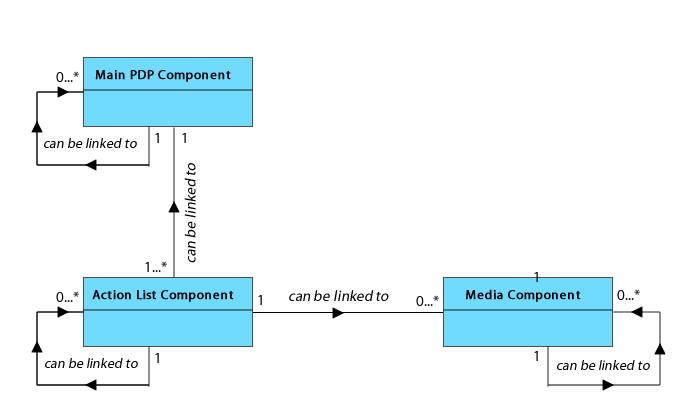 0...*
Main PDP Component
can be linked to
1
1
can be linked to
1...*
0...*
Action List Component
1
can be linked to
0...*
1
Media Component
0...*
can be linked to
1
1
can be linked to